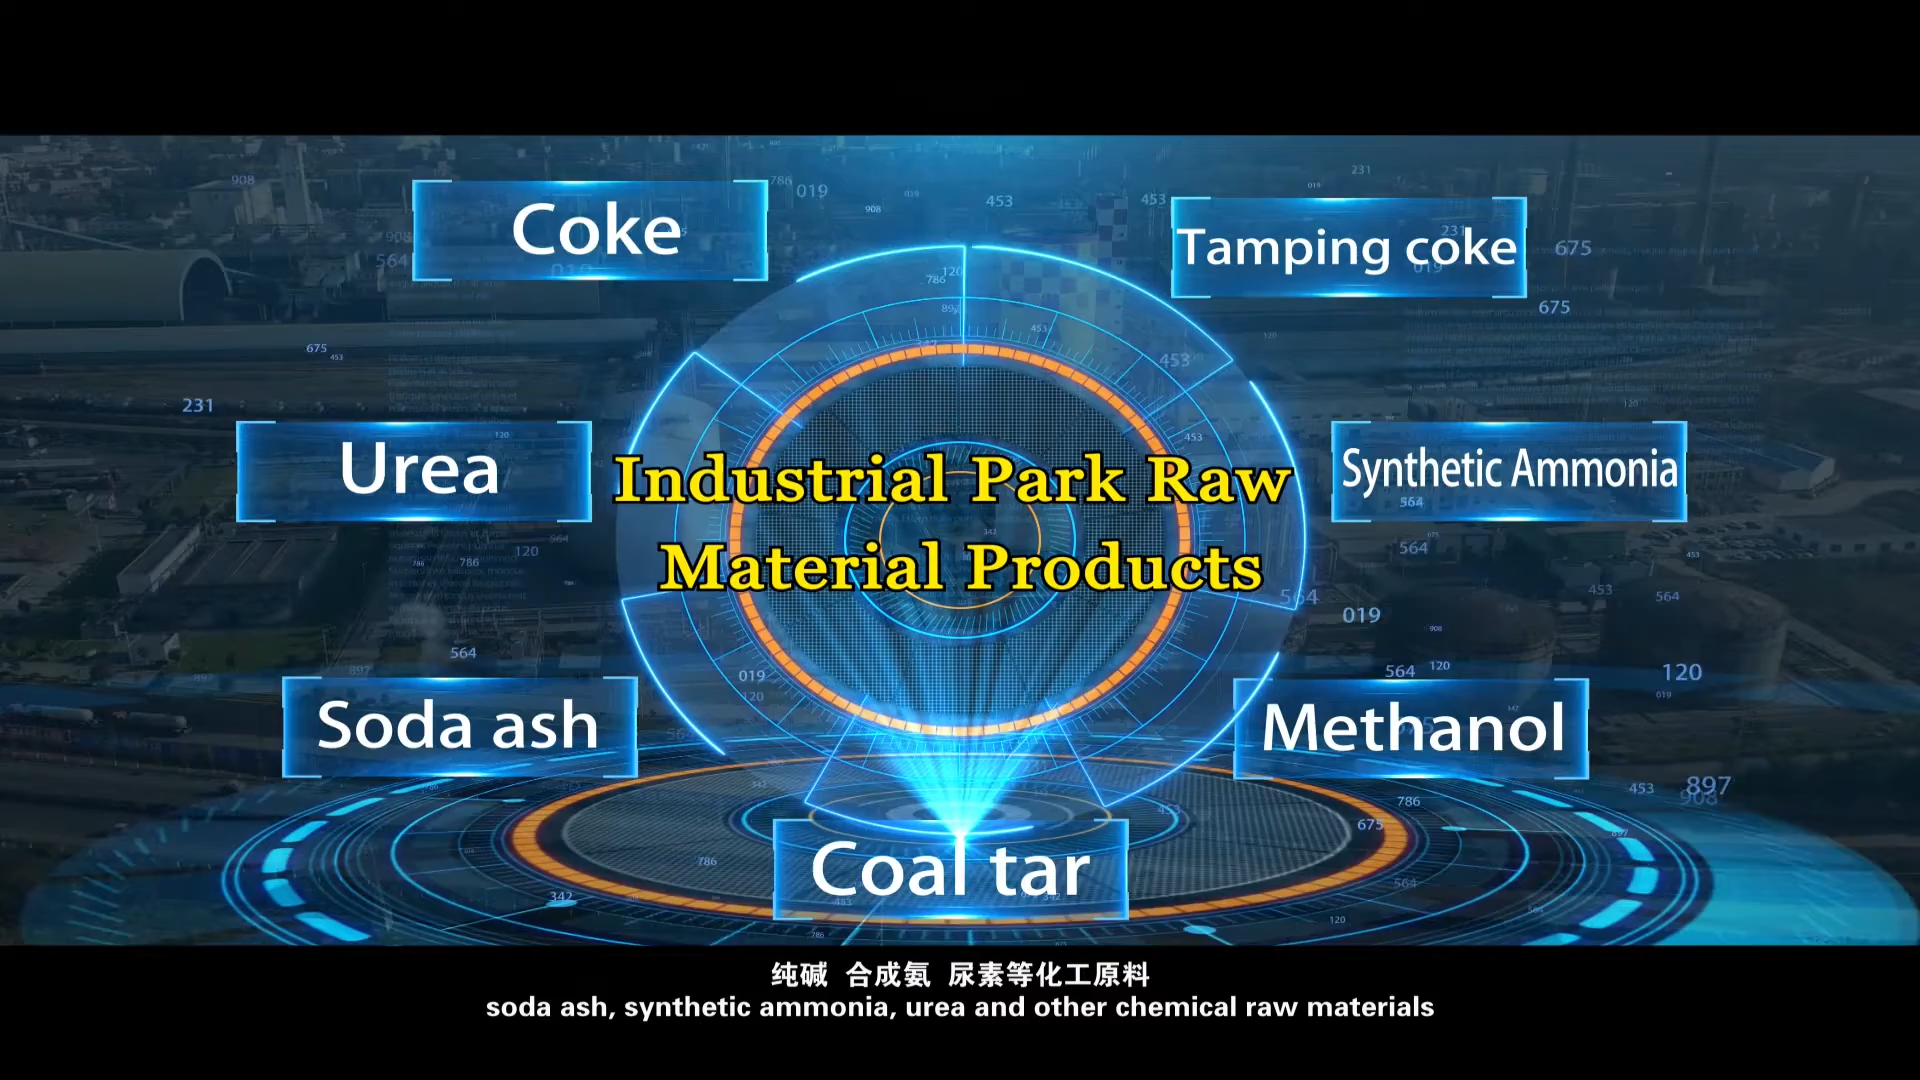 Coke
Tamping coke
Urea
Synthetic Ammonia
Industrial Park Raw
Material Products
Soda ash
Methanol
Coal tar
纯碱 合成氨 尿素等化工原料
soda ash, synthetic ammonia, urea and other chemical raw materials